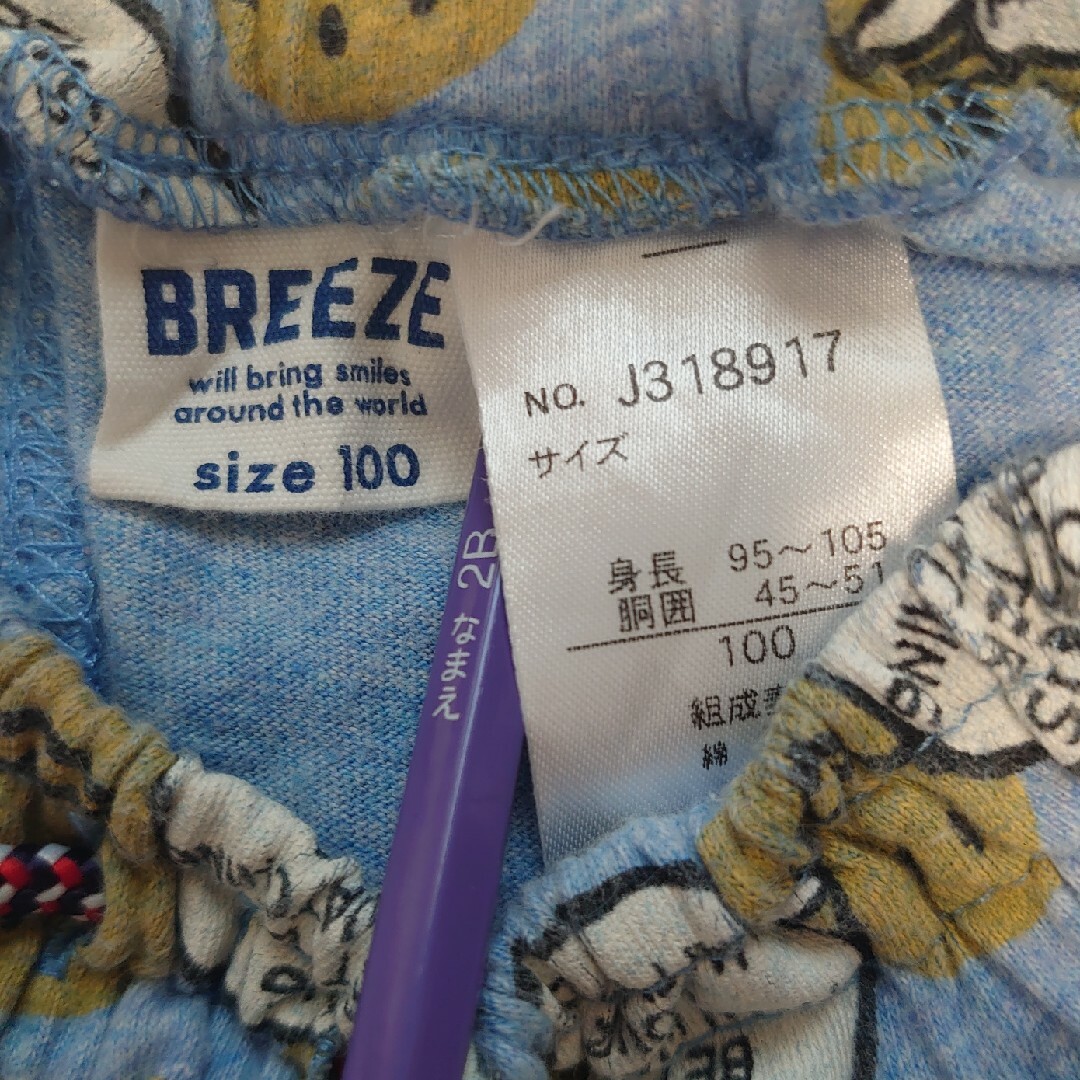 BREEZE
will bring smiles
around the world
size 100
NO. J318917
サイズ
身長 95～105
胴囲 45～51
100
組成
綿
2B なまえ